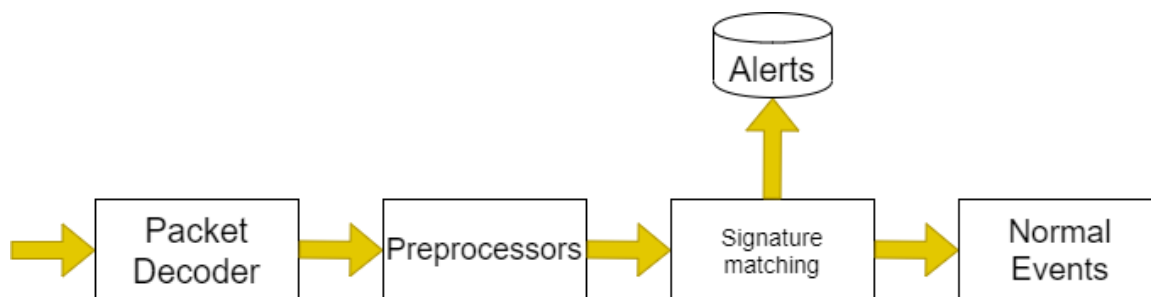 Alerts
Packet
Decoder
Preprocessors
Signature
matching
Normal
Events